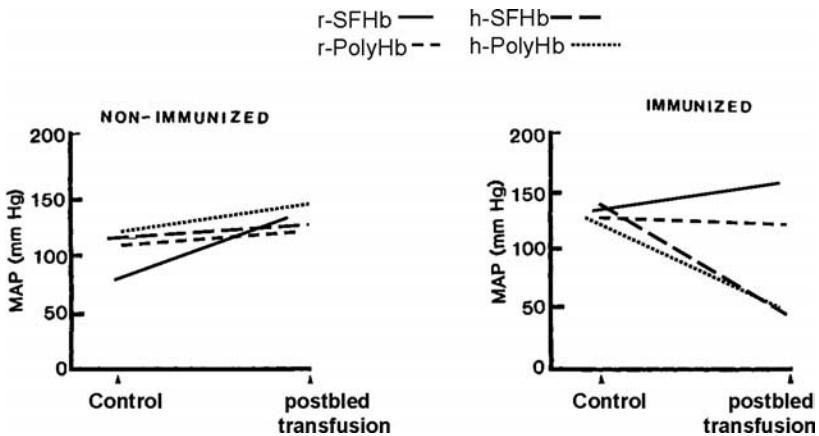 r-SFHb h-SFHb
r-PolyHb h-PolyHb
NON-IMMUNIZED
200
150
100
50
0
MAP (mm Hg)
Control postbled
transfusion
IMMUNIZED
200
150
100
50
0
MAP (mm Hg)
Control postbled
transfusion